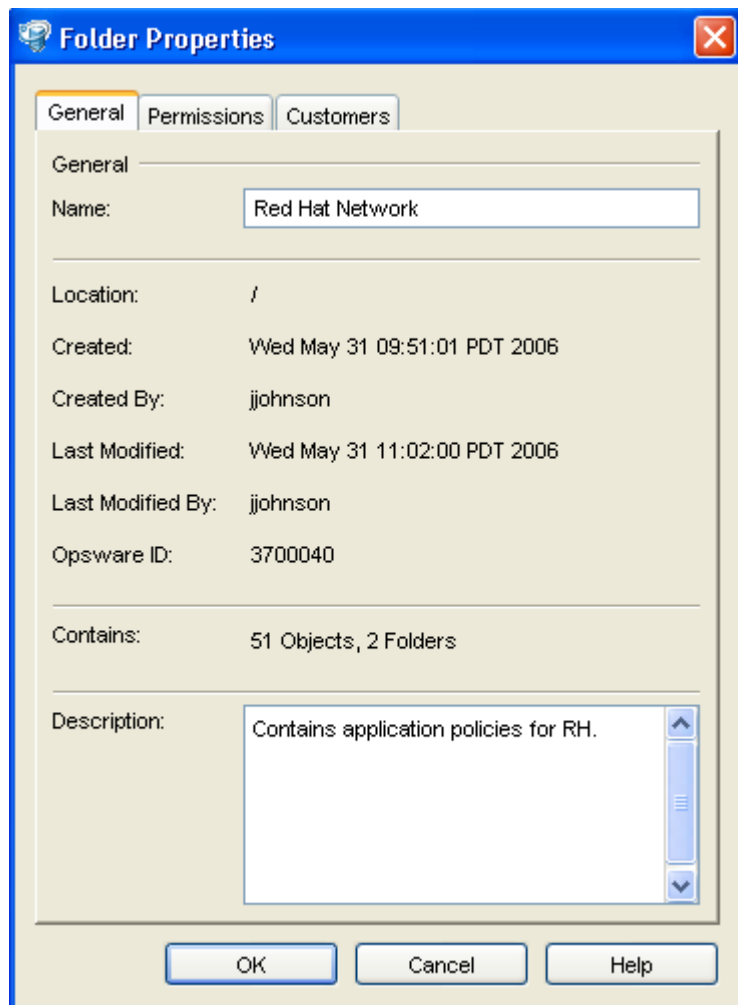 Folder Properties
General Permissions Customers
General
Name: Red Hat Network
Location: /
Created: Wed May 31 09:51:01 PDT 2006
Created By: jjohnson
Last Modified: Wed May 31 11:02:00 PDT 2006
Last Modified By: jjohnson
Opsware ID: 3700040
Contains: 51 Objects, 2 Folders
Description: Contains application policies for RH.
OK Cancel Help